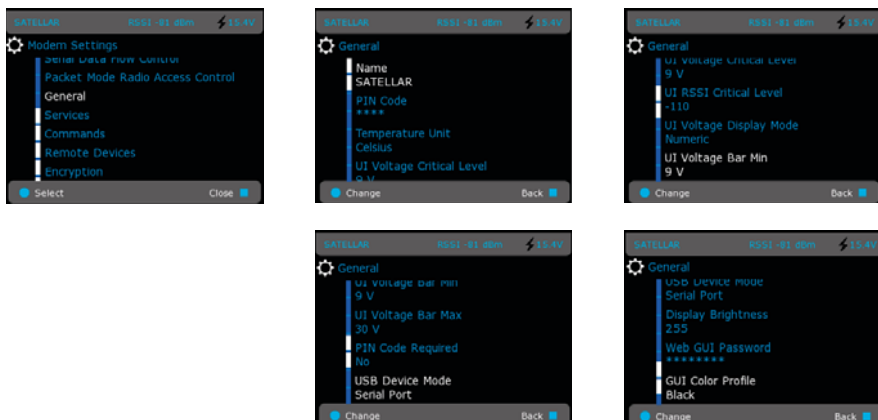 SATELLAR RSSI -81 dBm 15.4V
Modem Settings
Serial Data Flow Control
Packet Mode Radio Access Control
General
Services
Commands
Remote Devices
Encryption
Select Close
SATELLAR RSSI -81 dBm 15.4V
General
Name
SATELLAR
PIN Code
****
Temperature Unit
Celsius
UI Voltage Critical Level
9 V
Change Back
SATELLAR RSSI -81 dBm 15.4V
General
UI Voltage Critical Level
9 V
UI RSSI Critical Level
-110
UI Voltage Display Mode
Numeric
UI Voltage Bar Min
9 V
Change Back
SATELLAR RSSI -81 dBm 15.4V
General
UI Voltage Bar Min
9 V
UI Voltage Bar Max
30 V
PIN Code Required
No
USB Device Mode
Serial Port
Change Back
SATELLAR RSSI -81 dBm 15.4V
General
USB Device Mode
Serial Port
Display Brightness
255
Web GUI Password
********
GUI Color Profile
Black
Change Back